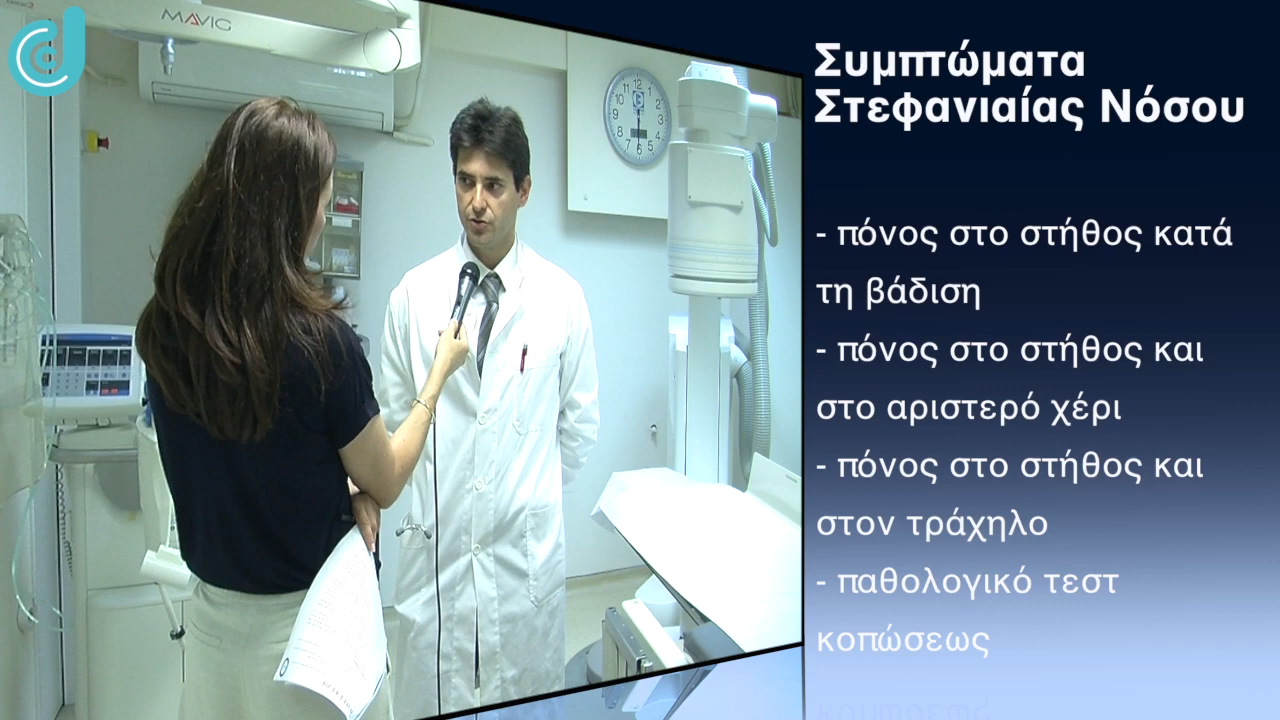 MAVIG
Συμπτώματα
Στεφανιαίας Νόσου
- πόνος στο στήθος κατά
τη βάδιση
- πόνος στο στήθος και
στο αριστερό χέρι
- πόνος στο στήθος και
στον τράχηλο
- παθολογικό τεστ
κοπώσεως